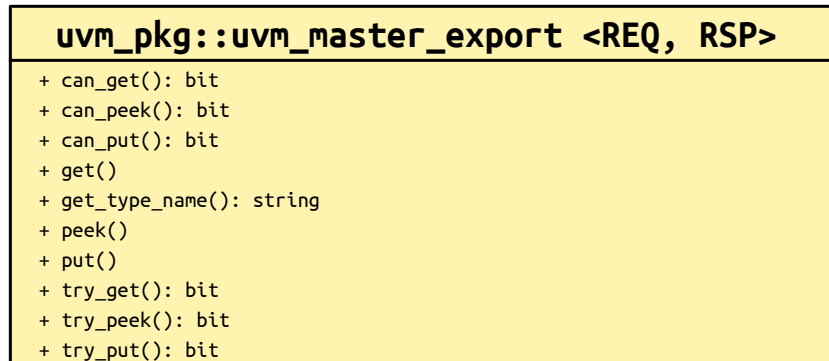 uvm_pkg::uvm_master_export <REQ, RSP>
+ can_get(): bit
+ can_peek(): bit
+ can_put(): bit
+ get()
+ get_type_name(): string
+ peek()
+ put()
+ try_get(): bit
+ try_peek(): bit
+ try_put(): bit